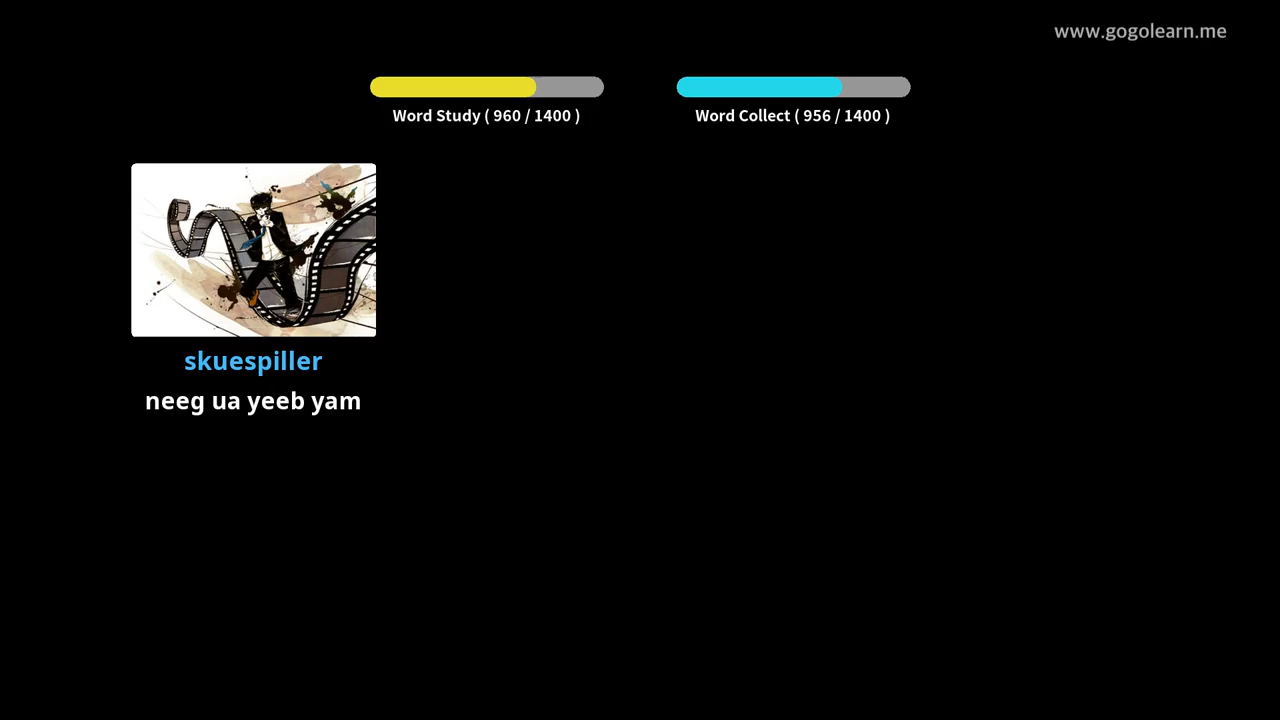 www.gogolearn.me
Word Study ( 960 / 1400 )
Word Collect ( 956 / 1400 )
skuespiller
neeg ua yeeb yam